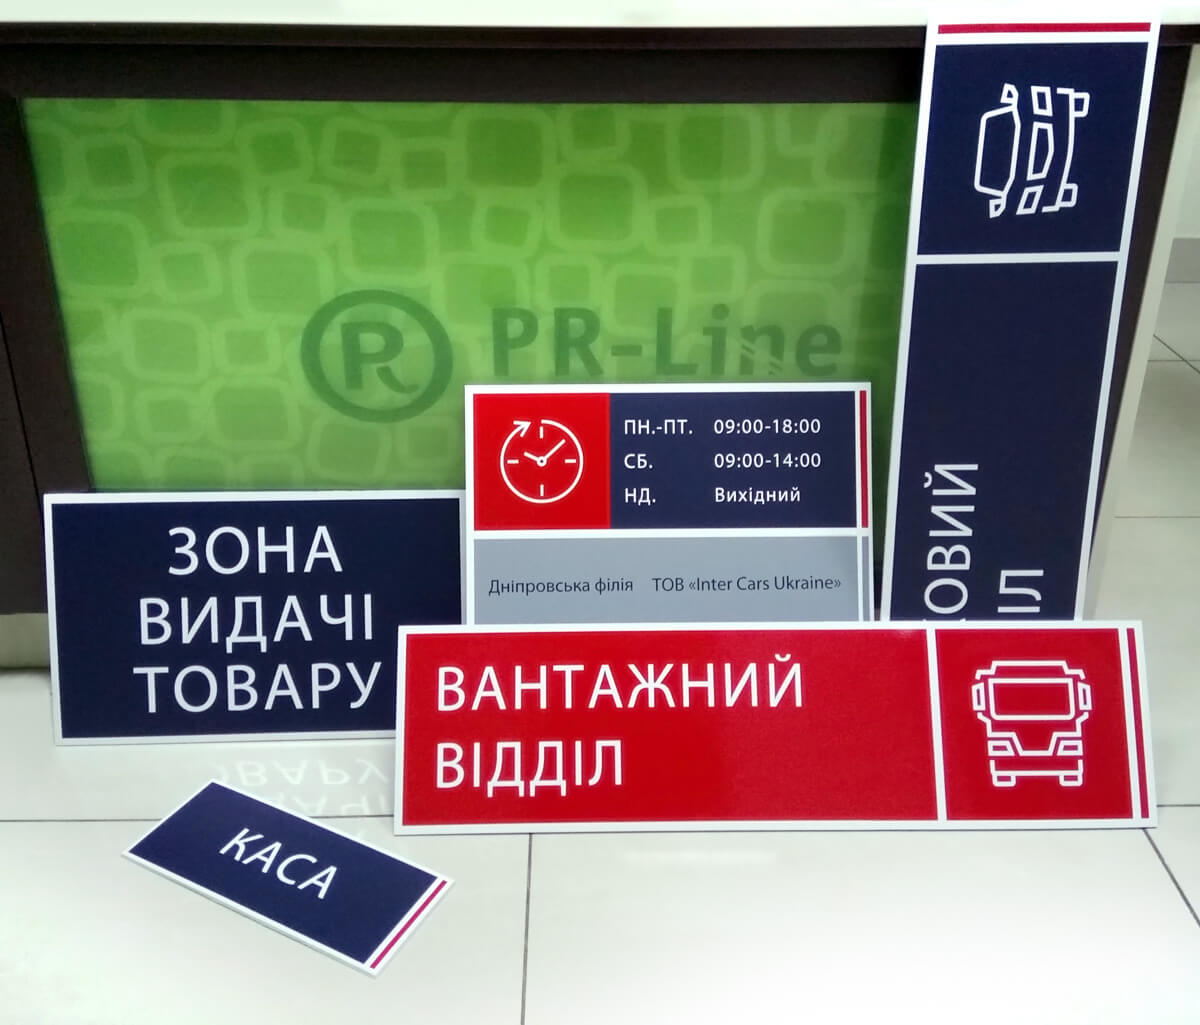 PR-Line
ПН.-ПТ. 09:00-18:00
СБ. 09:00-14:00
НД. Вихідний
Дніпровська філія ТОВ «Inter Cars Ukraine»
ЗОНА
ВИДАЧІ
ТОВАРУ
ВАНТАЖНИЙ
ВІДДІЛ
КАСА